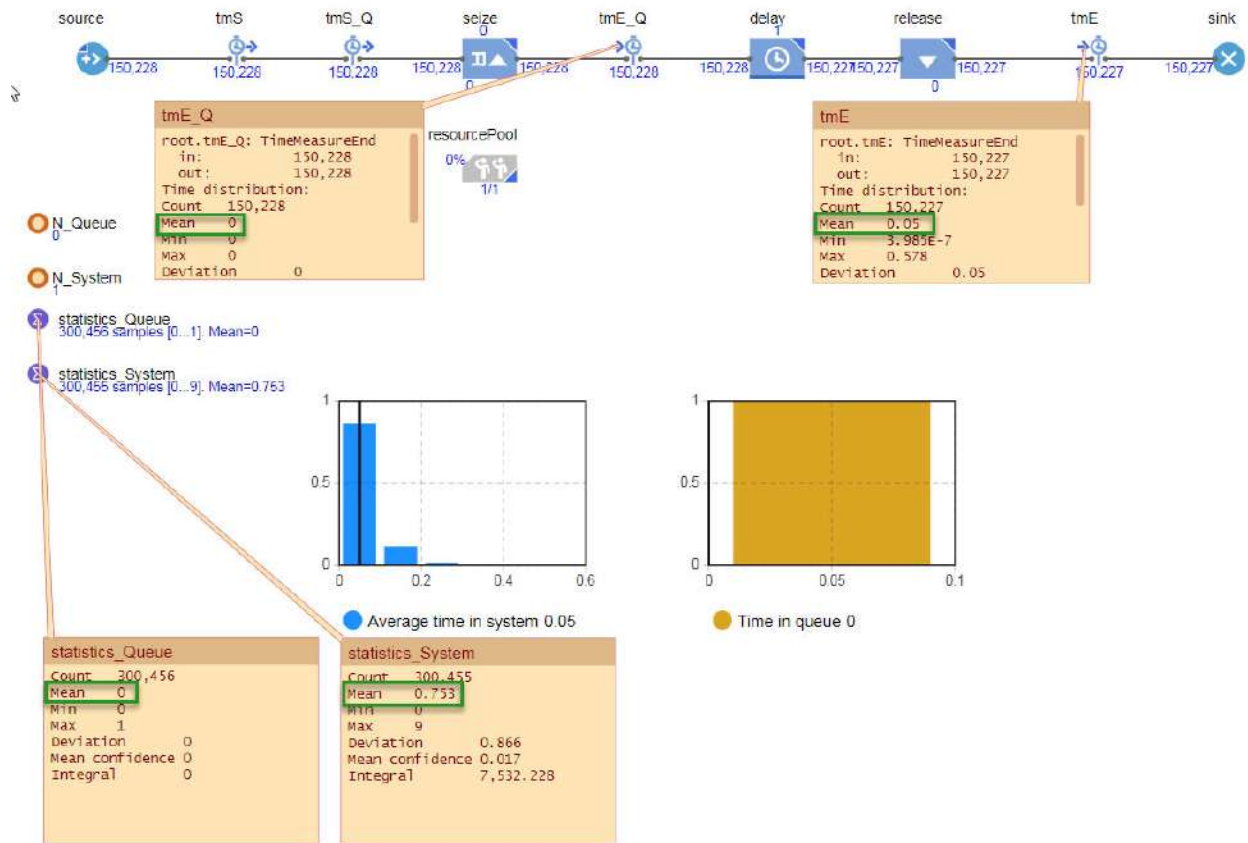 source tmS tmS_Q seize tmE_Q delay release tmE sink
0 1
150,228 150,228 150,228 150,228 150,228 150,228 150,228 150,227 150,227 150,227 150,227 150,227
0 0
tmE_Q
root.tmE_Q: TimeMeasureEnd
in: 150,228
out: 150,228
Time distribution:
Count 150,228
Mean 0
Min 0
Max 0
Deviation 0
resourcePool
0%
1/1
tmE
root.tmE: TimeMeasureEnd
in: 150,227
out: 150,227
Time distribution:
Count 150,227
Mean 0.05
Min 3.985E-7
Max 0.578
Deviation 0.05
N_Queue
0
N_System
1
statistics_Queue
300,456 samples [0...1]. Mean=0
statistics_System
300,455 samples [0...9]. Mean=0.753
1
0.5
0
0 0.2 0.4 0.6
Average time in system 0.05
1
0.5
0
0 0.05 0.1
Time in queue 0
statistics_Queue
Count 300,456
Mean 0
Min 0
Max 1
Deviation 0
Mean confidence 0
Integral 0
statistics_System
Count 300,455
Mean 0.753
Min 0
Max 9
Deviation 0.866
Mean confidence 0.017
Integral 7,532.228